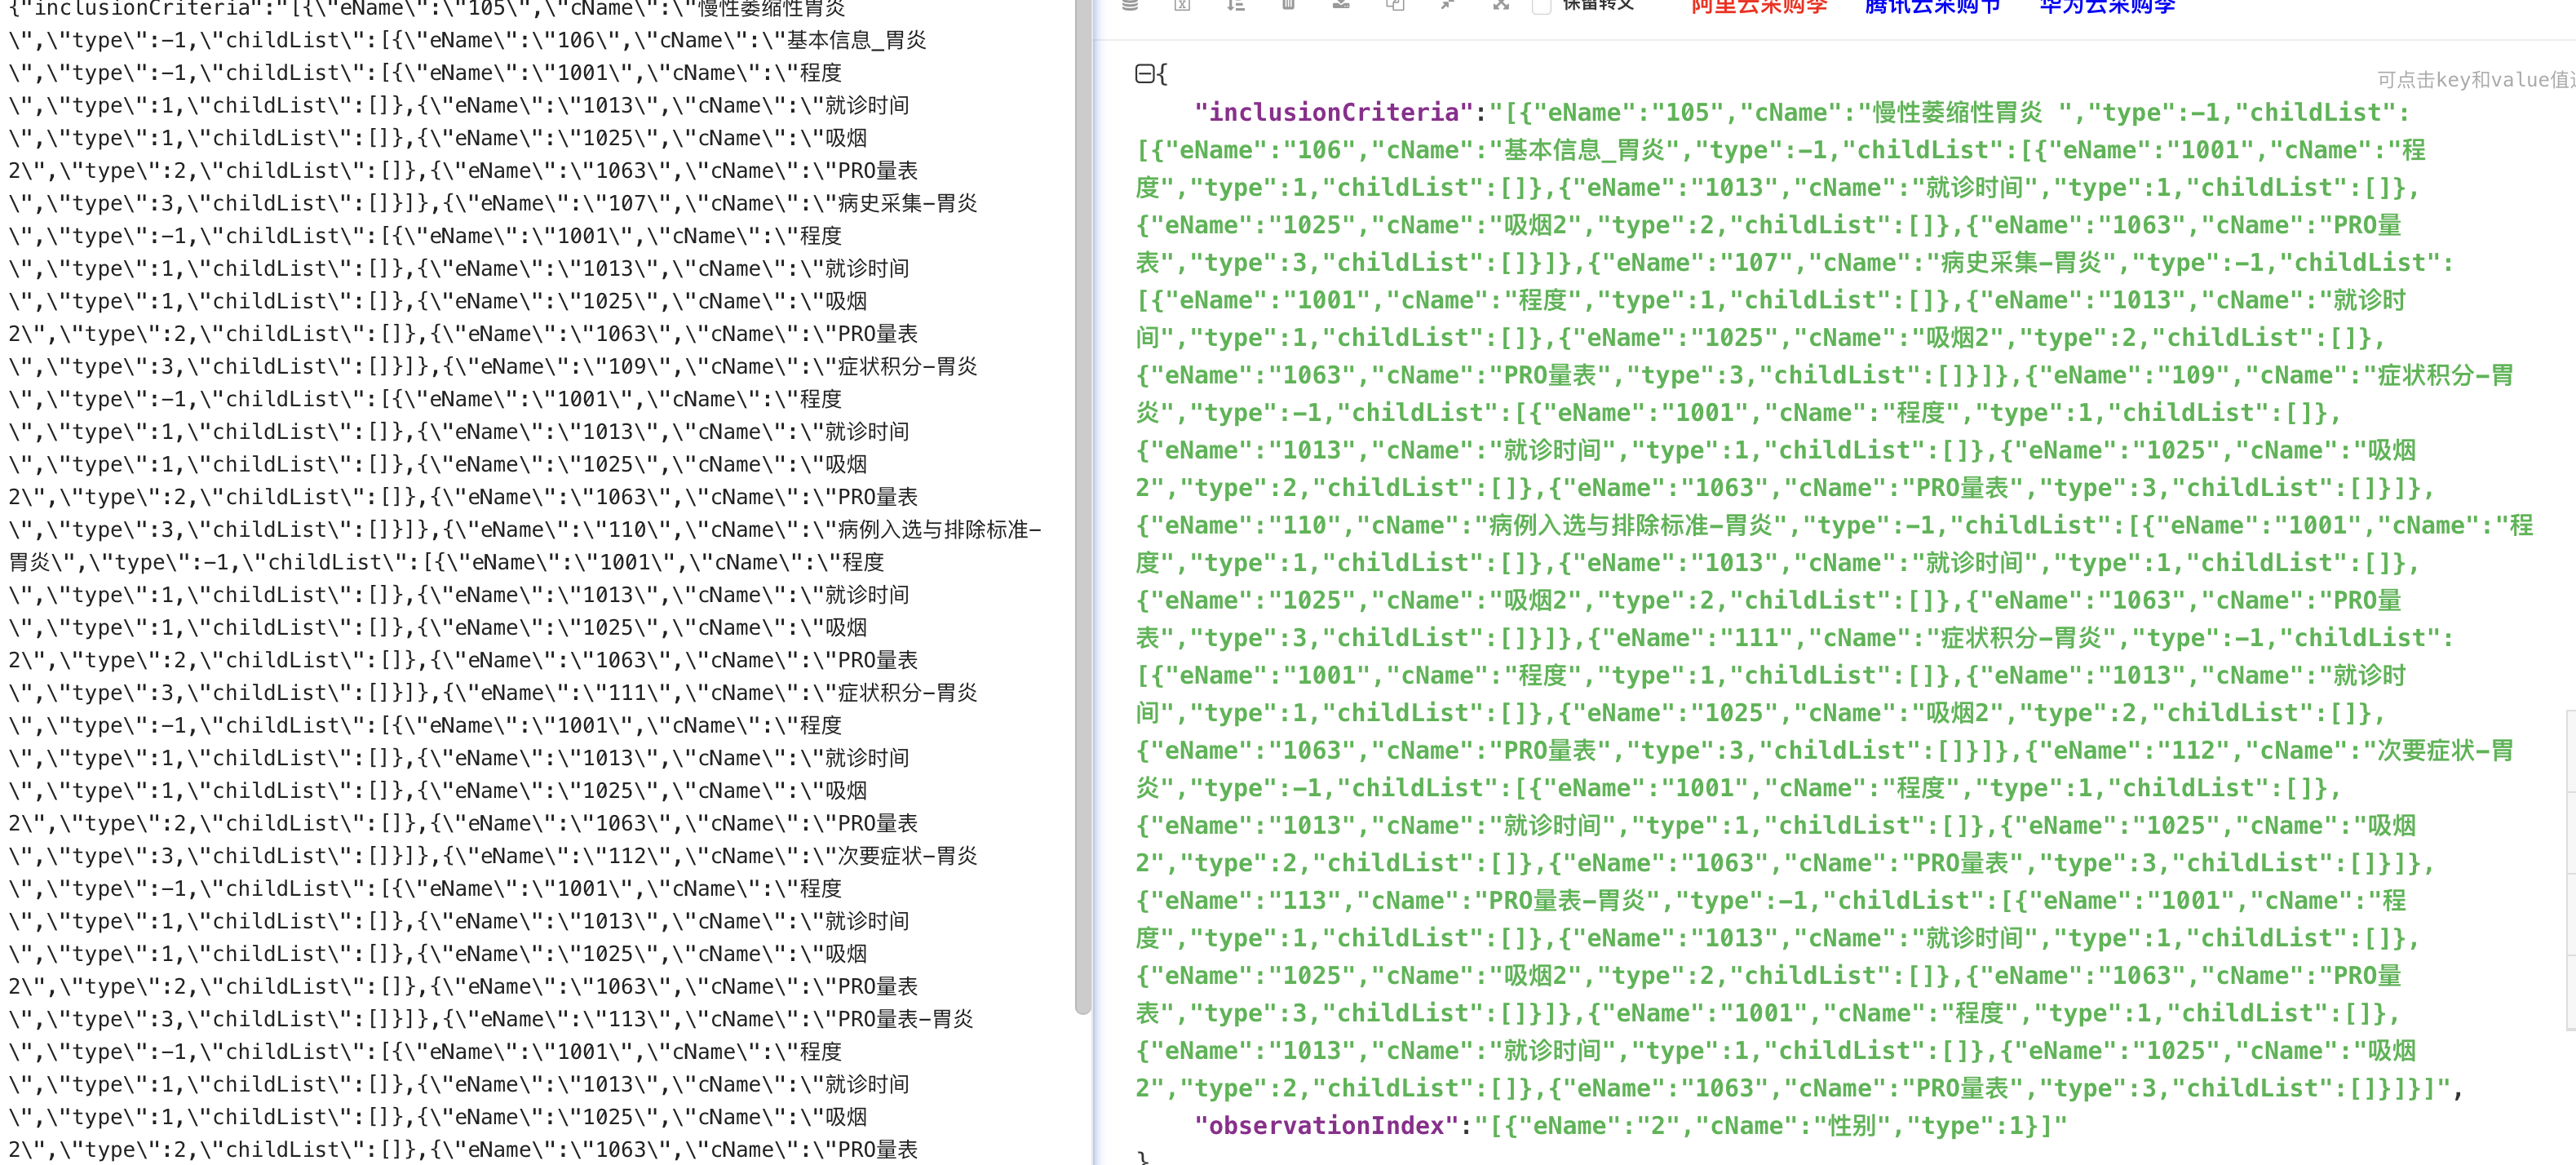 {"inclusionCriteria":"[{\"eName\":\"105\",\"cName\":\"慢性萎缩性胃炎
\",\"type\":-1,\"childList\":[{\"eName\":\"106\",\"cName\":\"基本信息_胃炎
\",\"type\":-1,\"childList\":[{\"eName\":\"1001\",\"cName\":\"程度
\",\"type\":1,\"childList\":[]},{\"eName\":\"1013\",\"cName\":\"就诊时间
\",\"type\":1,\"childList\":[]},{\"eName\":\"1025\",\"cName\":\"吸烟
2\",\"type\":2,\"childList\":[]},{\"eName\":\"1063\",\"cName\":\"PRO量表
\",\"type\":3,\"childList\":[]}]},{\"eName\":\"107\",\"cName\":\"病史采集-胃炎
\",\"type\":-1,\"childList\":[{\"eName\":\"1001\",\"cName\":\"程度
\",\"type\":1,\"childList\":[]},{\"eName\":\"1013\",\"cName\":\"就诊时间
\",\"type\":1,\"childList\":[]},{\"eName\":\"1025\",\"cName\":\"吸烟
2\",\"type\":2,\"childList\":[]},{\"eName\":\"1063\",\"cName\":\"PRO量表
\",\"type\":3,\"childList\":[]}]},{\"eName\":\"109\",\"cName\":\"症状积分-胃炎
\",\"type\":-1,\"childList\":[{\"eName\":\"1001\",\"cName\":\"程度
\",\"type\":1,\"childList\":[]},{\"eName\":\"1013\",\"cName\":\"就诊时间
\",\"type\":1,\"childList\":[]},{\"eName\":\"1025\",\"cName\":\"吸烟
2\",\"type\":2,\"childList\":[]},{\"eName\":\"1063\",\"cName\":\"PRO量表
\",\"type\":3,\"childList\":[]}]},{\"eName\":\"110\",\"cName\":\"病例入选与排除标准-
胃炎\",\"type\":-1,\"childList\":[{\"eName\":\"1001\",\"cName\":\"程度
\",\"type\":1,\"childList\":[]},{\"eName\":\"1013\",\"cName\":\"就诊时间
\",\"type\":1,\"childList\":[]},{\"eName\":\"1025\",\"cName\":\"吸烟
2\",\"type\":2,\"childList\":[]},{\"eName\":\"1063\",\"cName\":\"PRO量表
\",\"type\":3,\"childList\":[]}]},{\"eName\":\"111\",\"cName\":\"症状积分-胃炎
\",\"type\":-1,\"childList\":[{\"eName\":\"1001\",\"cName\":\"程度
\",\"type\":1,\"childList\":[]},{\"eName\":\"1013\",\"cName\":\"就诊时间
\",\"type\":1,\"childList\":[]},{\"eName\":\"1025\",\"cName\":\"吸烟
2\",\"type\":2,\"childList\":[]},{\"eName\":\"1063\",\"cName\":\"PRO量表
\",\"type\":3,\"childList\":[]}]},{\"eName\":\"112\",\"cName\":\"次要症状-胃炎
\",\"type\":-1,\"childList\":[{\"eName\":\"1001\",\"cName\":\"程度
\",\"type\":1,\"childList\":[]},{\"eName\":\"1013\",\"cName\":\"就诊时间
\",\"type\":1,\"childList\":[]},{\"eName\":\"1025\",\"cName\":\"吸烟
2\",\"type\":2,\"childList\":[]},{\"eName\":\"1063\",\"cName\":\"PRO量表
\",\"type\":3,\"childList\":[]}]},{\"eName\":\"113\",\"cName\":\"PRO量表-胃炎
\",\"type\":-1,\"childList\":[{\"eName\":\"1001\",\"cName\":\"程度
\",\"type\":1,\"childList\":[]},{\"eName\":\"1013\",\"cName\":\"就诊时间
\",\"type\":1,\"childList\":[]},{\"eName\":\"1025\",\"cName\":\"吸烟
2\",\"type\":2,\"childList\":[]},{\"eName\":\"1063\",\"cName\":\"PRO量表
保留转义 阿里云采购季 腾讯云采购节 华为云采购季
可点击key和value值
{
"inclusionCriteria":"[{"eName":"105","cName":"慢性萎缩性胃炎 ","type":-1,"childList":
[{"eName":"106","cName":"基本信息_胃炎","type":-1,"childList":[{"eName":"1001","cName":"程
度","type":1,"childList":[]},{"eName":"1013","cName":"就诊时间","type":1,"childList":[]},
{"eName":"1025","cName":"吸烟2","type":2,"childList":[]},{"eName":"1063","cName":"PRO量
表","type":3,"childList":[]}]},{"eName":"107","cName":"病史采集-胃炎","type":-1,"childList":
[{"eName":"1001","cName":"程度","type":1,"childList":[]},{"eName":"1013","cName":"就诊时
间","type":1,"childList":[]},{"eName":"1025","cName":"吸烟2","type":2,"childList":[]},
{"eName":"1063","cName":"PRO量表","type":3,"childList":[]}]},{"eName":"109","cName":"症状积分-胃
炎","type":-1,"childList":[{"eName":"1001","cName":"程度","type":1,"childList":[]},
{"eName":"1013","cName":"就诊时间","type":1,"childList":[]},{"eName":"1025","cName":"吸烟
2","type":2,"childList":[]},{"eName":"1063","cName":"PRO量表","type":3,"childList":[]}]},
{"eName":"110","cName":"病例入选与排除标准-胃炎","type":-1,"childList":[{"eName":"1001","cName":"程
度","type":1,"childList":[]},{"eName":"1013","cName":"就诊时间","type":1,"childList":[]},
{"eName":"1025","cName":"吸烟2","type":2,"childList":[]},{"eName":"1063","cName":"PRO量
表","type":3,"childList":[]}]},{"eName":"111","cName":"症状积分-胃炎","type":-1,"childList":
[{"eName":"1001","cName":"程度","type":1,"childList":[]},{"eName":"1013","cName":"就诊时
间","type":1,"childList":[]},{"eName":"1025","cName":"吸烟2","type":2,"childList":[]},
{"eName":"1063","cName":"PRO量表","type":3,"childList":[]}]},{"eName":"112","cName":"次要症状-胃
炎","type":-1,"childList":[{"eName":"1001","cName":"程度","type":1,"childList":[]},
{"eName":"1013","cName":"就诊时间","type":1,"childList":[]},{"eName":"1025","cName":"吸烟
2","type":2,"childList":[]},{"eName":"1063","cName":"PRO量表","type":3,"childList":[]}]},
{"eName":"113","cName":"PRO量表-胃炎","type":-1,"childList":[{"eName":"1001","cName":"程
度","type":1,"childList":[]},{"eName":"1013","cName":"就诊时间","type":1,"childList":[]},
{"eName":"1025","cName":"吸烟2","type":2,"childList":[]},{"eName":"1063","cName":"PRO量
表","type":3,"childList":[]}]},{"eName":"1001","cName":"程度","type":1,"childList":[]},
{"eName":"1013","cName":"就诊时间","type":1,"childList":[]},{"eName":"1025","cName":"吸烟
2","type":2,"childList":[]},{"eName":"1063","cName":"PRO量表","type":3,"childList":[]}]}]",
"observationIndex":"[{"eName":"2","cName":"性别","type":1}]"
}